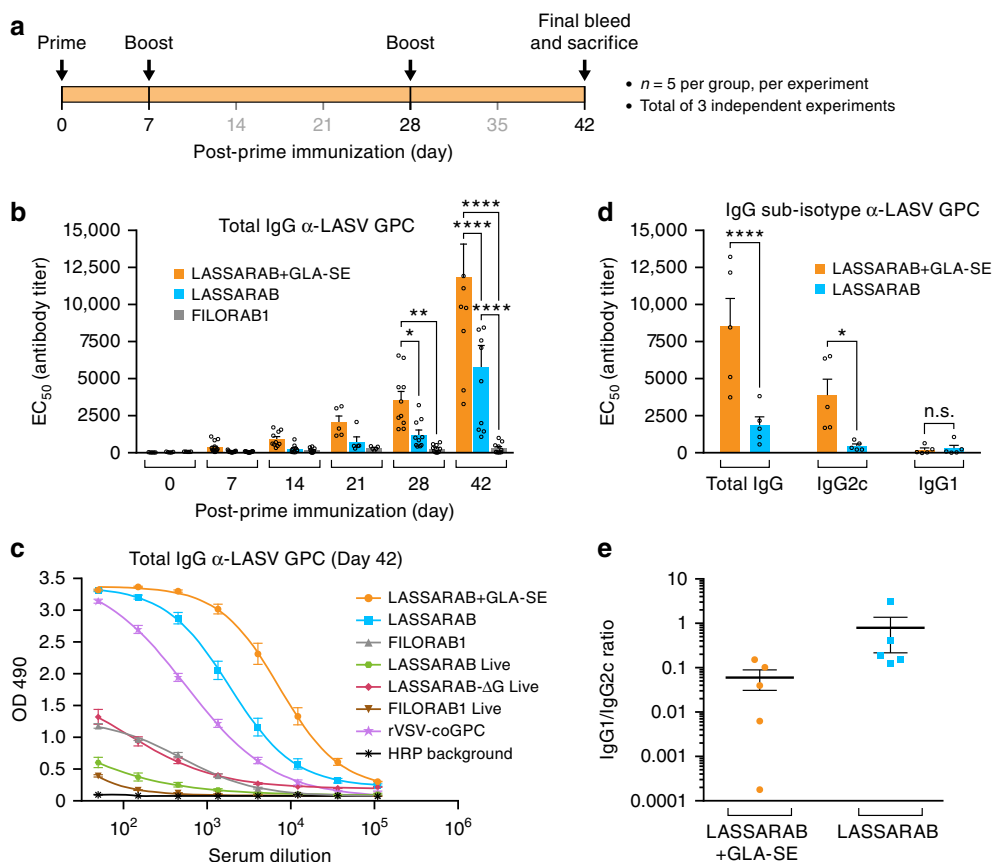 a
Prime
Boost
Boost
Final bleed
and sacrifice
0
7
14
21
28
35
42
Post-prime immunization (day)
• n = 5 per group, per experiment
• Total of 3 independent experiments
b
Total IgG α-LASV GPC
EC50 (antibody titer)
15,000
12,500
10,000
7500
5000
2500
0
LASSARAB+GLA-SE
LASSARAB
FILORAB1
****
****
****
**
*
0
7
14
21
28
42
Post-prime immunization (day)
d
IgG sub-isotype α-LASV GPC
EC50 (antibody titer)
15,000
12,500
10,000
7500
5000
2500
0
LASSARAB+GLA-SE
LASSARAB
****
*
n.s.
Total IgG
IgG2c
IgG1
c
Total IgG α-LASV GPC (Day 42)
OD 490
3.5
3.0
2.5
2.0
1.5
1.0
0.5
0
LASSARAB+GLA-SE
LASSARAB
FILORAB1
LASSARAB Live
LASSARAB-ΔG Live
FILORAB1 Live
rVSV-coGPC
HRP background
10²
10³
10⁴
10⁵
10⁶
Serum dilution
e
IgG1/IgG2c ratio
10
1
0.1
0.01
0.001
0.0001
LASSARAB
+GLA-SE
LASSARAB